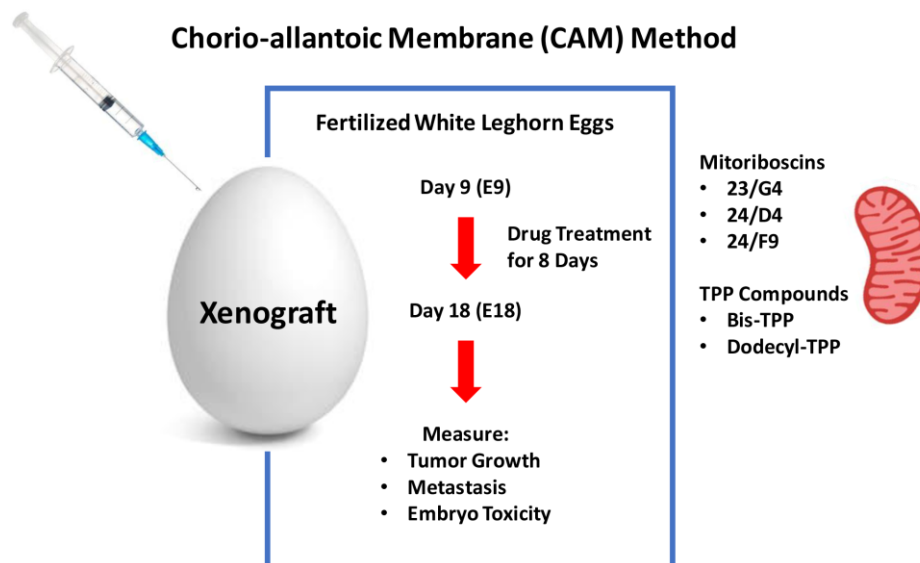 Chorio-allantoic Membrane (CAM) Method
Fertilized White Leghorn Eggs
Xenograft
Day 9 (E9)
Drug Treatment
for 8 Days
Day 18 (E18)
Measure:
• Tumor Growth
• Metastasis
• Embryo Toxicity
Mitoriboscins
• 23/G4
• 24/D4
• 24/F9
TPP Compounds
• Bis-TPP
• Dodecyl-TPP